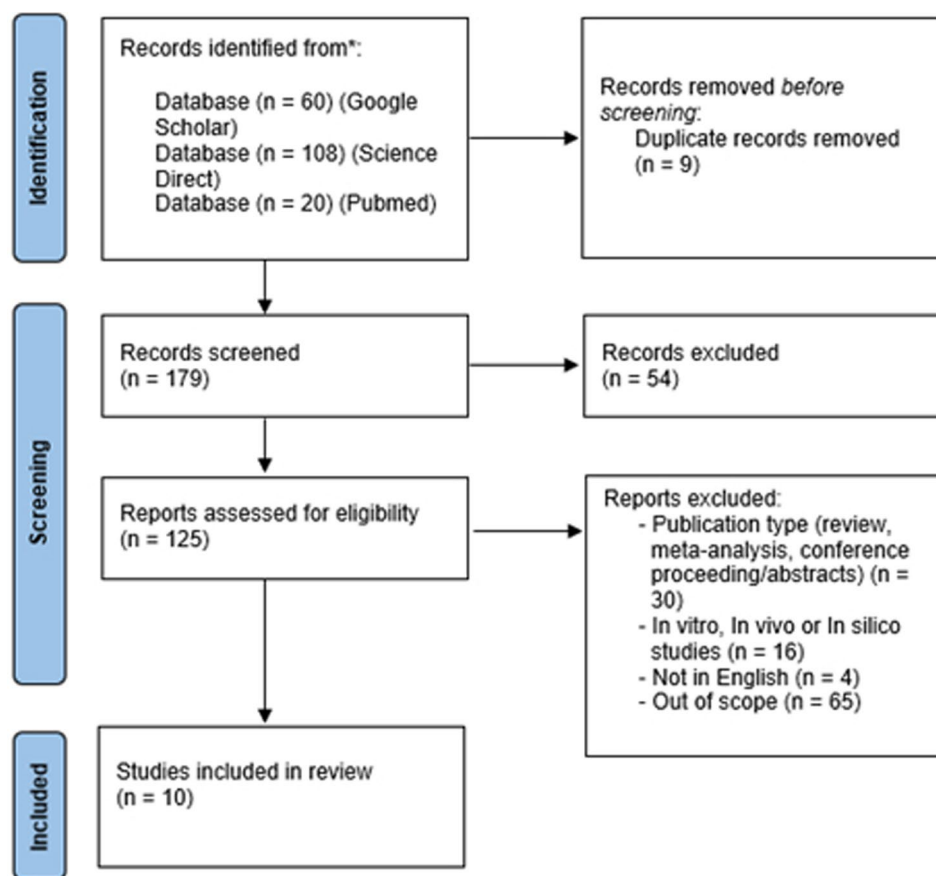 Identification
Records identified from*:
Database (n = 60) (Google
Scholar)
Database (n = 108) (Science
Direct)
Database (n = 20) (Pubmed)
Records removed before
screening:
Duplicate records removed
(n = 9)
Screening
Records screened
(n = 179)
Records excluded
(n = 54)
Reports assessed for eligibility
(n = 125)
Reports excluded:
- Publication type (review,
meta-analysis, conference
proceeding/abstracts) (n =
30)
- In vitro, In vivo or In silico
studies (n = 16)
- Not in English (n = 4)
- Out of scope (n = 65)
Included
Studies included in review
(n = 10)